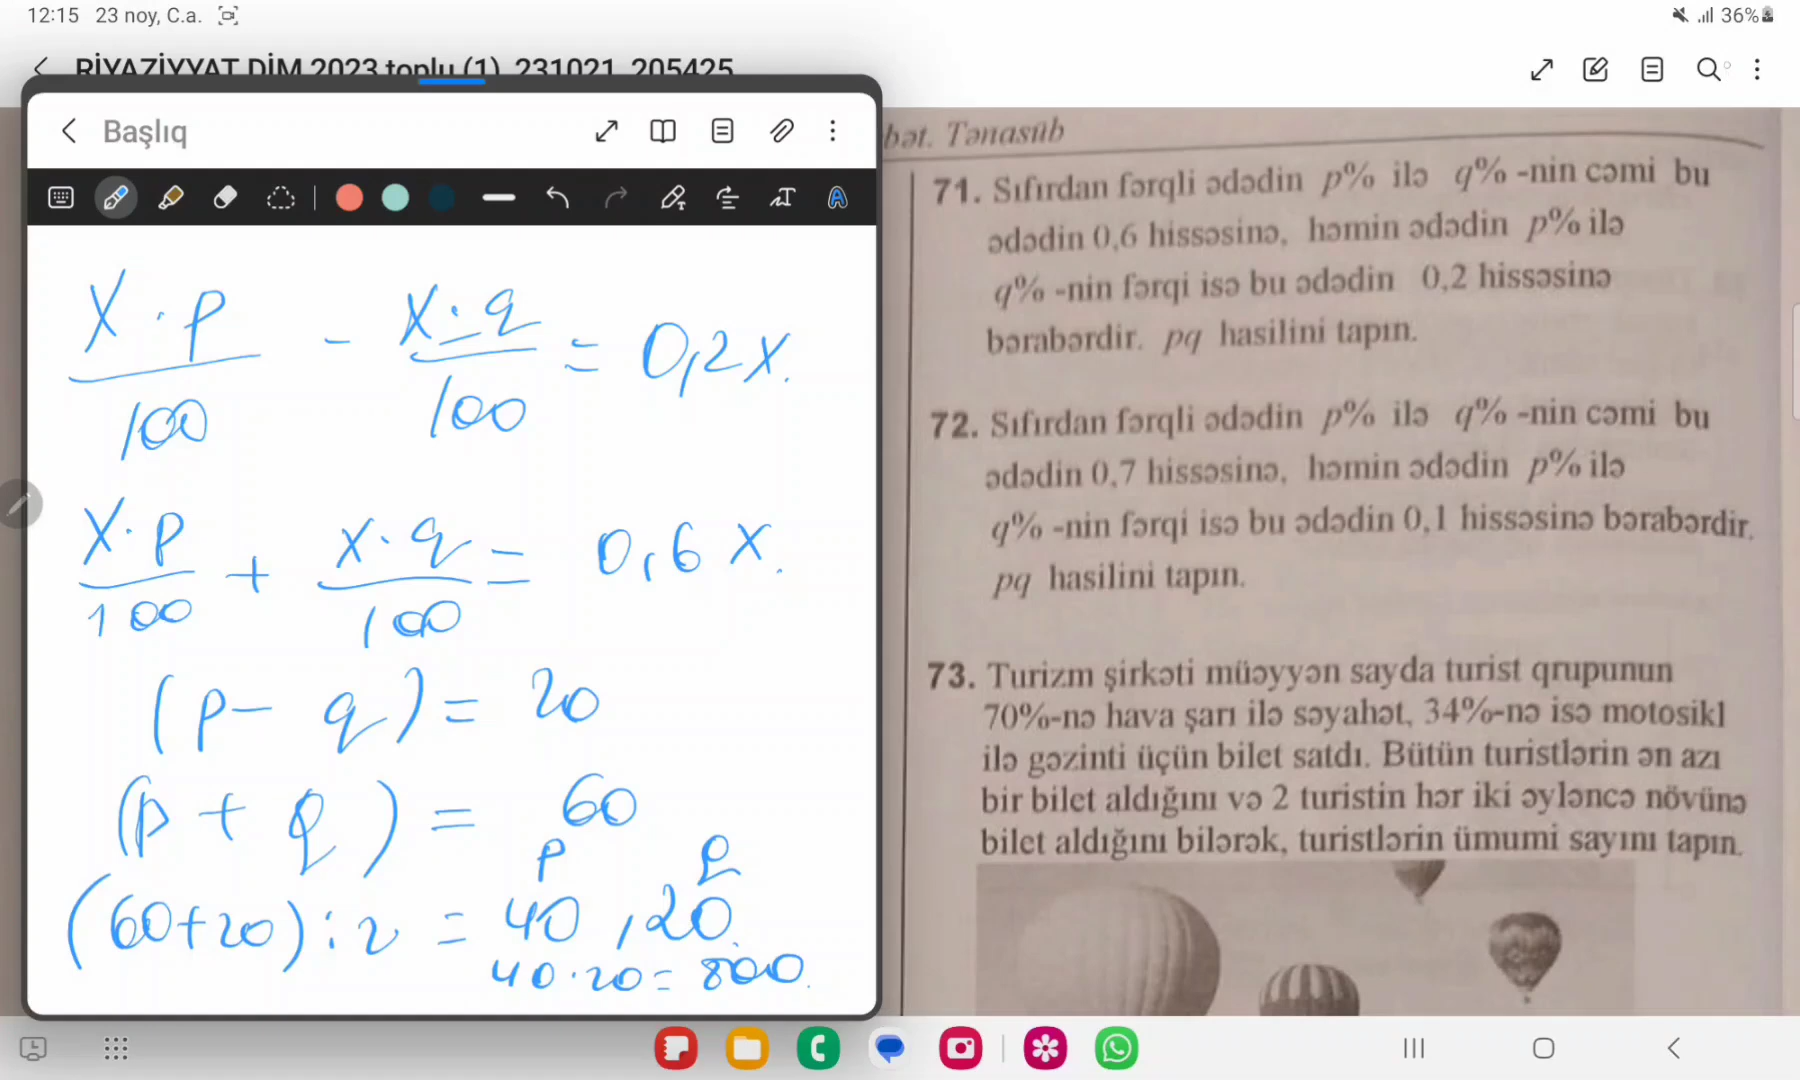 12:15 23 noy, C.a. 36%
RİYAZİYYAT DİM 2023 toplu (1)_231021_205425
Başlıq
x · p / 100 - x · q / 100 = 0,2x.
x · p / 100 + x · q / 100 = 0,6 x.
(p - q) = 20
(p + q) = 60
p q
(60+20) : 2 = 40 , 20.
40 · 20 = 800.
bət. Tənasüb
71. Sıfırdan fərqli ədədin p% ilə q% -nin cəmi bu
ədədin 0,6 hissəsinə, həmin ədədin p% ilə
q% -nin fərqi isə bu ədədin 0,2 hissəsinə
bərabərdir. pq hasilini tapın.
72. Sıfırdan fərqli ədədin p% ilə q% -nin cəmi bu
ədədin 0,7 hissəsinə, həmin ədədin p% ilə
q% -nin fərqi isə bu ədədin 0,1 hissəsinə bərabərdir.
pq hasilini tapın.
73. Turizm şirkəti müəyyən sayda turist qrupunun
70%-nə hava şarı ilə səyahət, 34%-nə isə motosikl
ilə gəzinti üçün bilet satdı. Bütün turistlərin ən azı
bir bilet aldığını və 2 turistin hər iki əyləncə növünə
bilet aldığını bilərək, turistlərin ümumi sayını tapın.